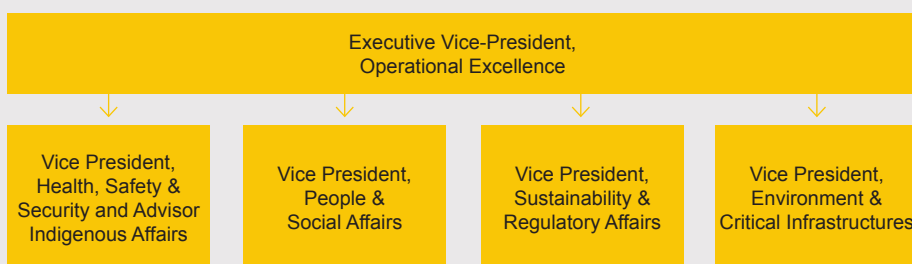 Executive Vice-President,
Operational Excellence
Vice President,
Health, Safety &
Security and Advisor
Indigenous Affairs
Vice President,
People &
Social Affairs
Vice President,
Sustainability &
Regulatory Affairs
Vice President,
Environment &
Critical Infrastructures